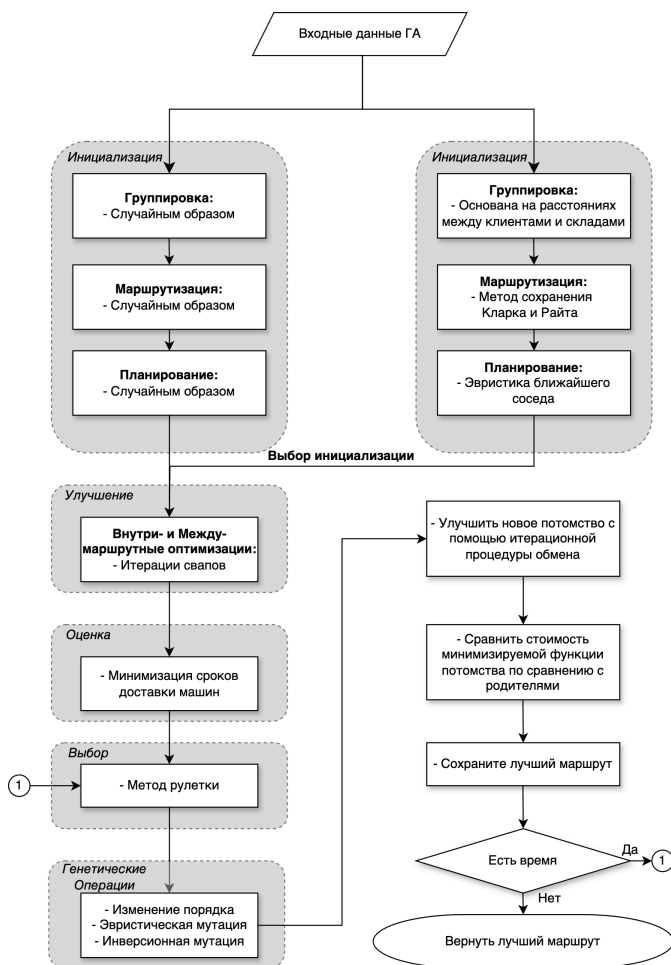 Входные данные ГА
Инициализация
Группировка:
- Случайным образом
Маршрутизация:
- Случайным образом
Планирование:
- Случайным образом
Инициализация
Группировка:
- Основана на расстояниях
между клиентами и складами
Маршрутизация:
- Метод сохранения
Кларка и Райта
Планирование:
- Эвристика ближайшего
соседа
Выбор инициализации
Улучшение
Внутри- и Меж-ду-
маршрутные оптимизации:
- Итерации свапов
Оценка
- Минимизация сроков
доставки машин
Выбор
1
- Метод рулетки
Генетические
Операции
- Изменение порядка
- Эвристическая мутация
- Инверсионная мутация
- Улучшить новое потомство с
помощью итерационной
процедуры обмена
- Сравнить стоимость
минимизируемой функции
потомства по сравнению с
родителями
- Сохраните лучший маршрут
Есть время
Да
1
Нет
Вернуть лучший маршрут